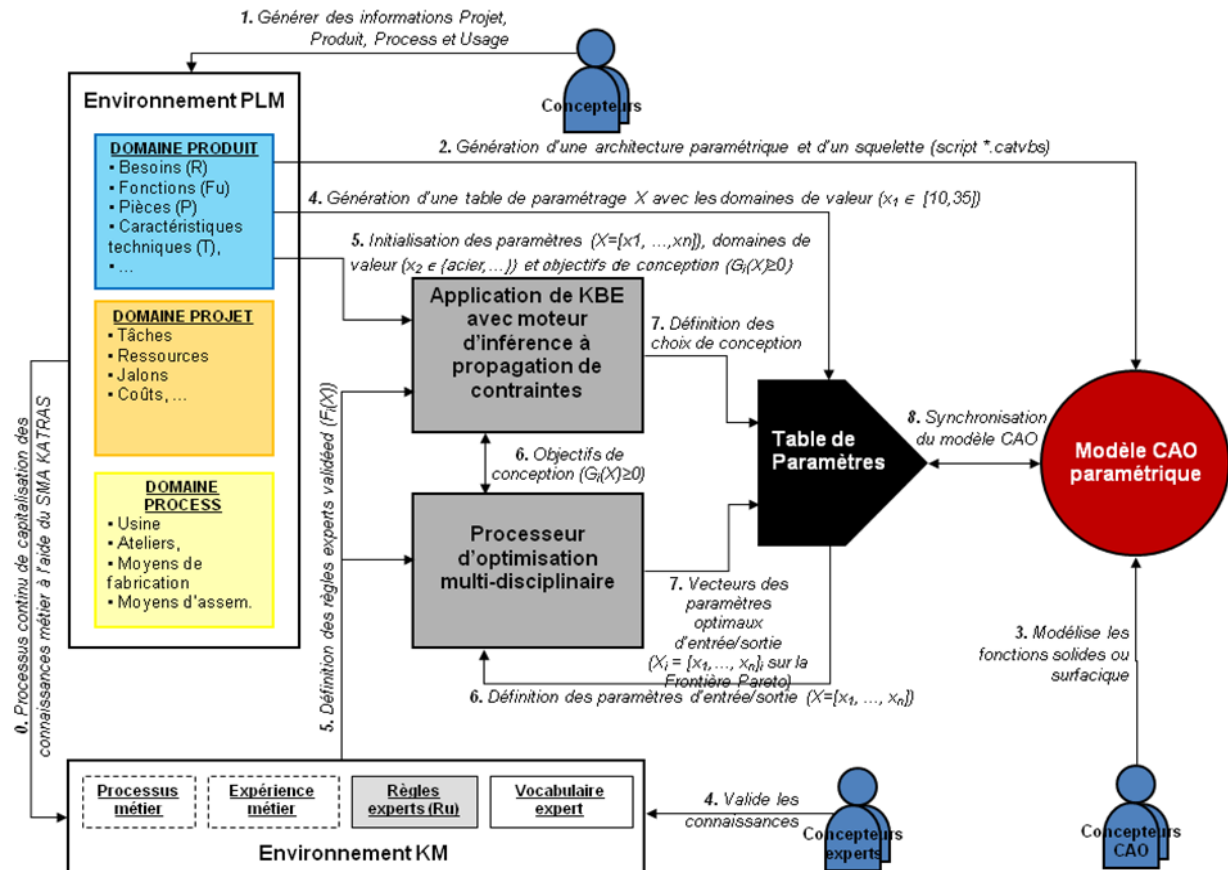 1. Générer des informations Projet,
Produit, Process et Usage
Concepteurs
Environnement PLM
DOMAINE PRODUIT
▪ Besoins (R)
▪ Fonctions (Fu)
▪ Pièces (P)
▪ Caractéristiques
techniques (T),
▪ ...
DOMAINE PROJET
▪ Tâches
▪ Ressources
▪ Jalons
▪ Coûts, ...
DOMAINE
PROCESS
▪ Usine
▪ Ateliers,
▪ Moyens de
fabrication
▪ Moyens d'assem.
2. Génération d'une architecture paramétrique et d'un squelette (script *.catvbs)
4. Génération d'une table de paramétrage X avec les domaines de valeur (x₁ ∈ [10,35])
5. Initialisation des paramètres (X=[x1, ...,xn]), domaines de
valeur (x₂ ∈ {acier,...}) et objectifs de conception (Gᵢ(X)≥0)
Application de KBE
avec moteur
d'inférence à
propagation de
contraintes
7. Définition des
choix de conception
6. Objectifs de
conception (Gᵢ(X)≥0)
Processeur
d'optimisation
multi-disciplinaire
Table de
Paramètres
8. Synchronisation
du modèle CAO
Modèle CAO
paramétrique
7. Vecteurs des
paramètres
optimaux
d'entrée/sortie
(Xᵢ = [x₁,..., xₙ]ᵢ sur la
Frontière Pareto)
6. Définition des paramètres d'entrée/sortie (X=[x₁, ..., xₙ])
3. Modélise les
fonctions solides ou
surfacique
0. Processus continu de capitalisation des
connaissances métier à l'aide du SMA KATRAS
5. Définition des règles experts validéed (Fᵢ(X))
Processus
métier
Expérience
métier
Règles
experts (Ru)
Vocabulaire
expert
Environnement KM
4. Valide les
connaissances
Concepteurs
experts
Concepteurs
CAO